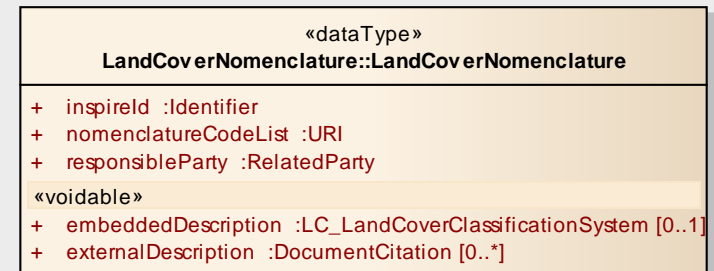 «dataType»
LandCoverNomenclature::LandCoverNomenclature
+ inspireId :Identifier
+ nomenclatureCodeList :URI
+ responsibleParty :RelatedParty
«voidable»
+ embeddedDescription :LC_LandCoverClassificationSystem [0..1]
+ externalDescription :DocumentCitation [0..*]